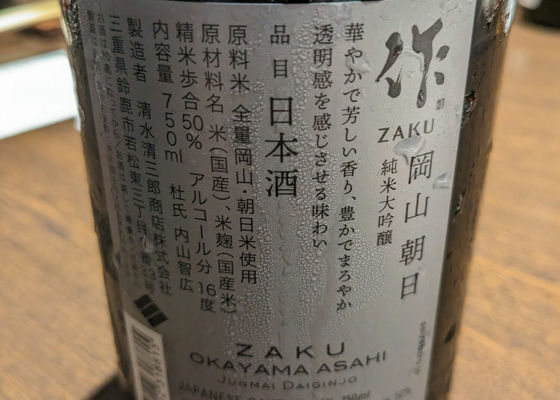 作
ZAKU
岡山朝日
純米大吟醸
華やかで芳しい香り、豊かでまろやか
透明感を感じさせる味わい
品目 日本酒
原料米 全量岡山・朝日米使用
原材料名 米(国産)、米麹(国産米)
精米歩合50% アルコール分 16度
内容量 750ml 杜氏 内山智広
製造者 清水清三郎商店株式会社
三重県鈴鹿市若松東三丁目9番33号
ZAKU
OKAYAMA ASAHI
JUNMAI DAIGINJO
750ml